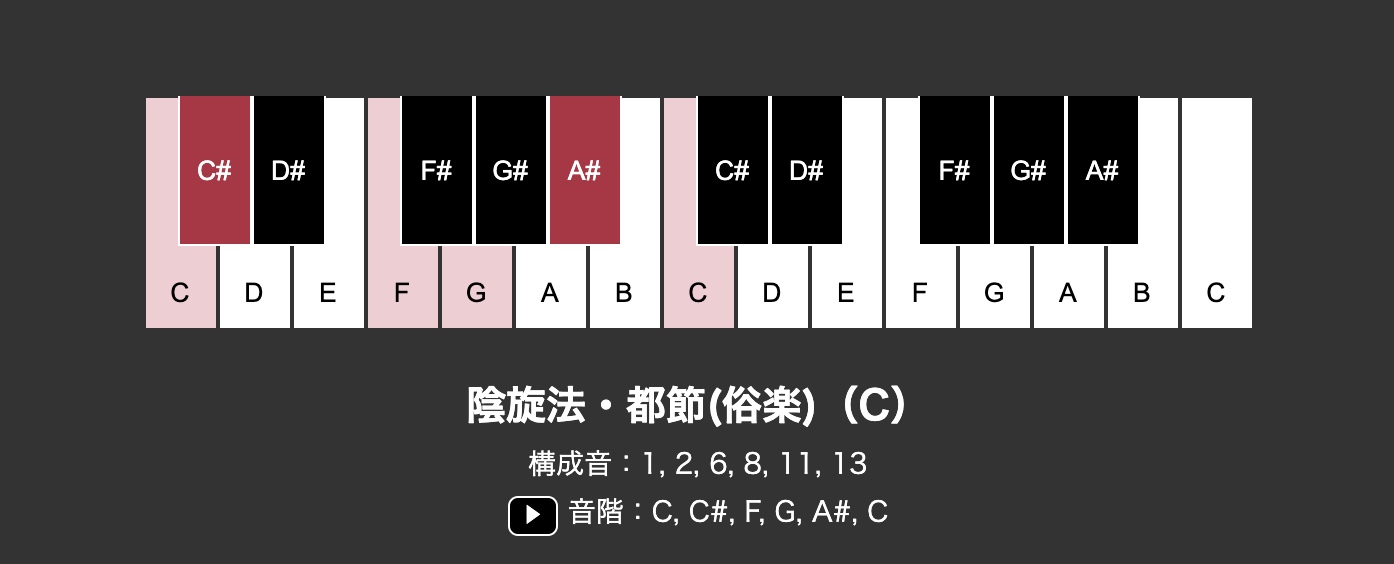 C# D# F# G# A# C# D# F# G# A#
C D E F G A B C D E F G A B C
陰旋法・都節(俗楽)（C）
構成音：1, 2, 6, 8, 11, 13
音階：C, C#, F, G, A#, C